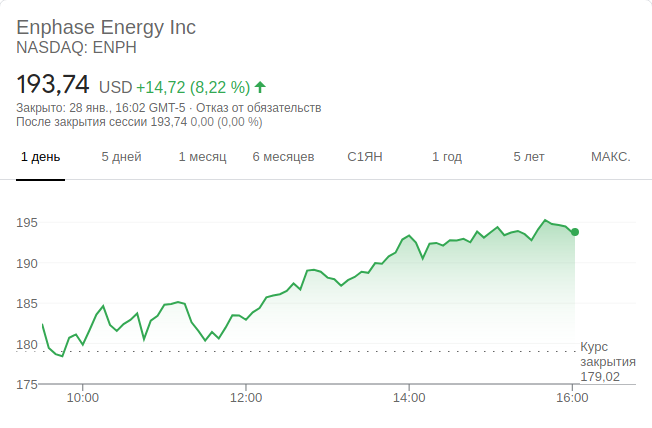 Enphase Energy Inc
NASDAQ: ENPH
193,74 USD +14,72 (8,22 %)
Закрыто: 28 янв., 16:02 GMT-5 · Отказ от обязательств
После закрытия сессии 193,74 0,00 (0,00 %)
1 день 5 дней 1 месяц 6 месяцев С1ЯН 1 год 5 лет МАКС.
195
190
185
180
Курс
закрытия
179,02
175
10:00 12:00 14:00 16:00